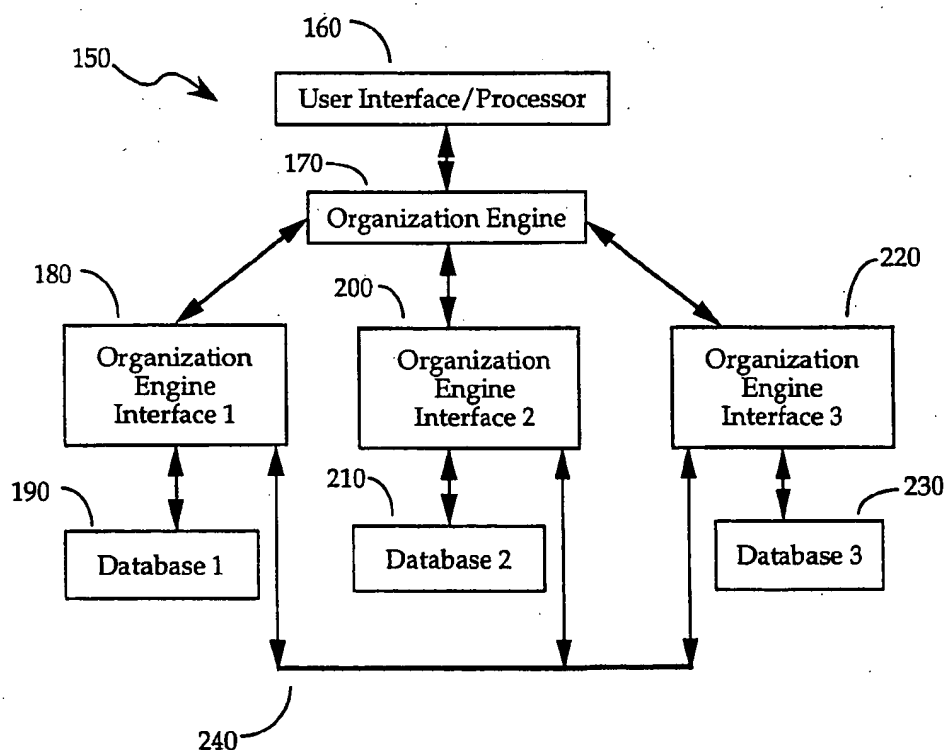 160
150
User Interface/Processor
170
Organization Engine
180
200
220
Organization
Engine
Interface 1
Organization
Engine
Interface 2
Organization
Engine
Interface 3
190
210
230
Database 1
Database 2
Database 3
240